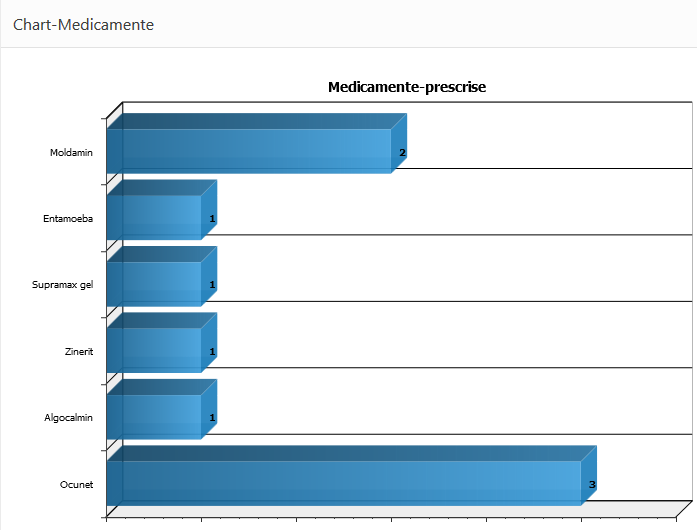 Chart-Medicamente
Medicamente-prescrise
Moldamin
2
Entamoeba
1
Supramax gel
1
Zinerit
1
Algocalmin
1
Ocunet
3